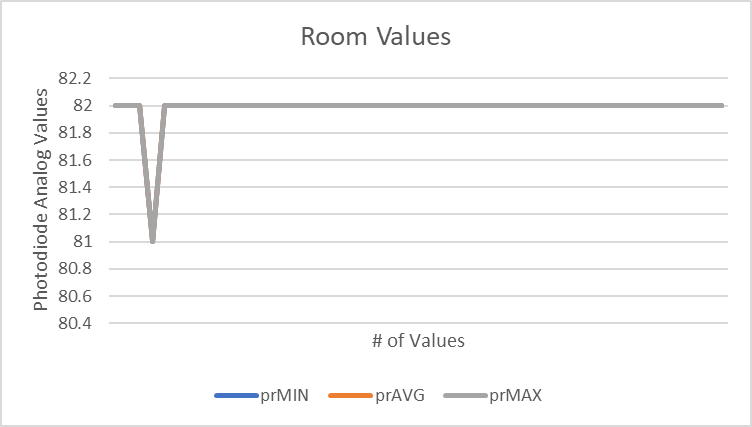 Room Values
Photodiode Analog Values
82.2
82
81.8
81.6
81.4
81.2
81
80.8
80.6
80.4
# of Values
prMIN prAVG prMAX